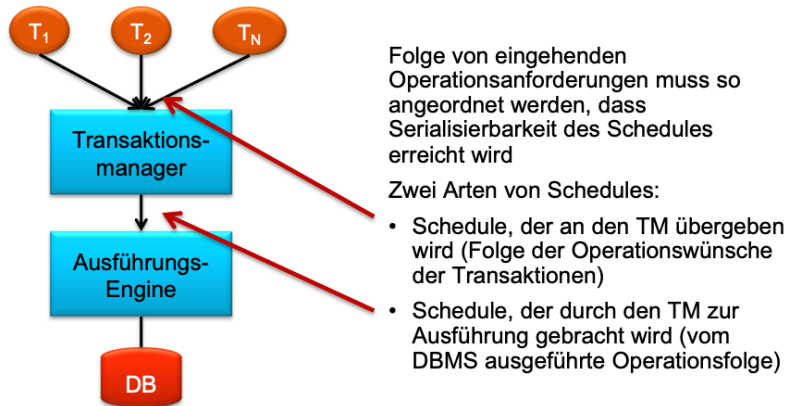 T1
T2
TN
Transaktions-
manager
Ausführungs-
Engine
DB
Folge von eingehenden
Operationsanforderungen muss so
angeordnet werden, dass
Serialisierbarkeit des Schedules
erreicht wird
Zwei Arten von Schedules:
• Schedule, der an den TM übergeben
wird (Folge der Operationswünsche
der Transaktionen)
• Schedule, der durch den TM zur
Ausführung gebracht wird (vom
DBMS ausgeführte Operationsfolge)